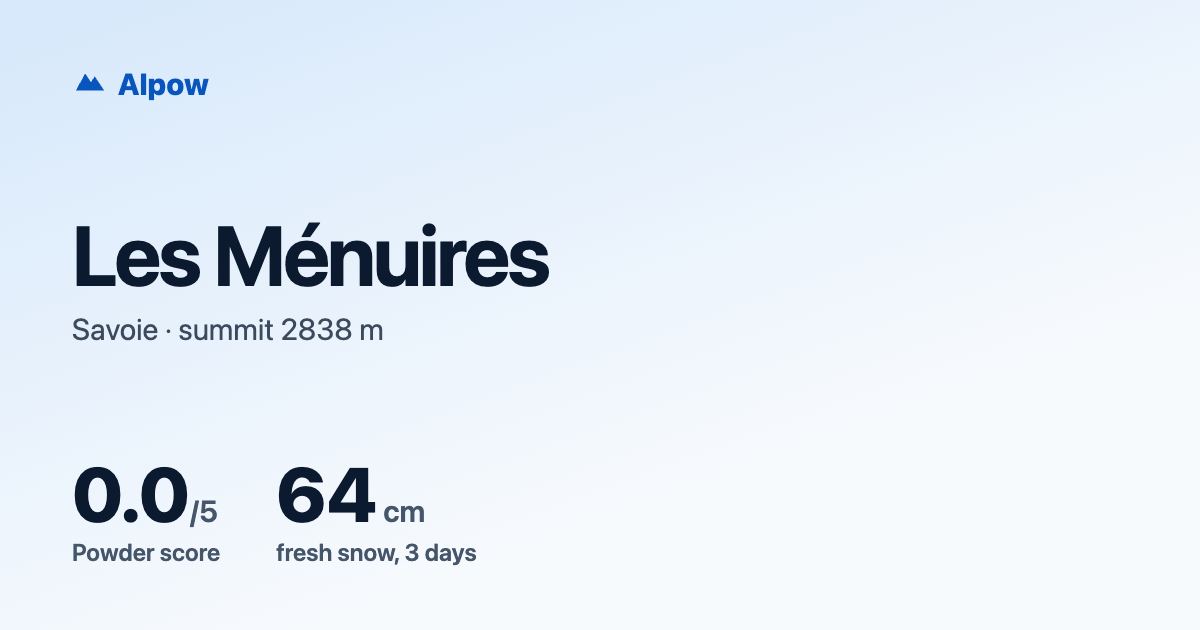 Alpow
Les Ménuires
Savoie · summit 2838 m
0.0/5 64 cm
Powder score fresh snow, 3 days